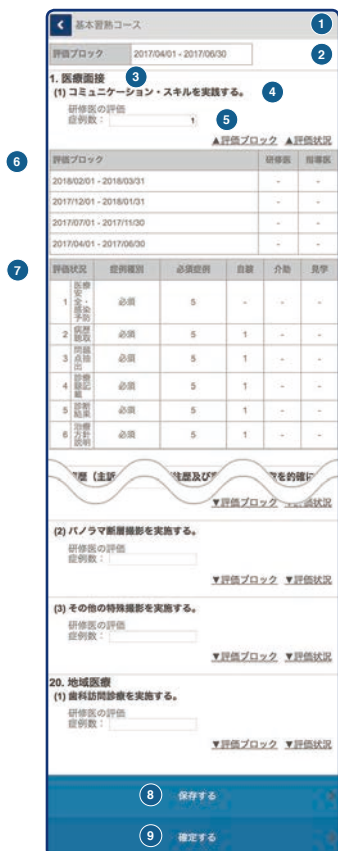 基本習熟コース 1
評価ブロック 2017/04/01 - 2017/06/30 2
1. 医療面接 3
(1) コミュニケーション・スキルを実践する。 4
研修医の評価
症例数： 1 5
▲評価ブロック ▲評価状況
6
評価ブロック 研修医 指導医
2018/02/01 - 2018/03/31 - -
2017/12/01 - 2018/01/31 - -
2017/07/01 - 2017/11/30 - -
2017/04/01 - 2017/06/30 - -
7 評価状況 症例種別 必須症例 自験 介助 見学
1 医療安全・感染予防 必須 5 - - -
2 病歴聴取 必須 5 1 - -
3 問題点抽出 必須 5 1 - -
4 診療録記載 必須 5 1 - -
5 診断結果 必須 5 1 - -
6 治療方針説明 必須 5 1 - -
▼評価ブロック ▼評価状況
(2) パノラマ断層撮影を実施する。
研修医の評価
症例数：
▼評価ブロック ▼評価状況
(3) その他の特殊撮影を実施する。
研修医の評価
症例数：
▼評価ブロック ▼評価状況
20. 地域医療
(1) 歯科訪問診療を実施する。
研修医の評価
症例数：
▼評価ブロック ▼評価状況
8 保存する
9 確定する